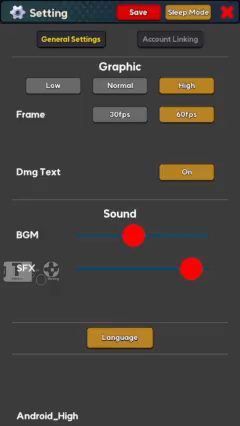 Setting
Save
Sleep Mode
General Settings
Account Linking
Graphic
Low
Normal
High
Frame
30fps
60fps
Dmg Text
On
Sound
BGM
SFX
Language
Android_High